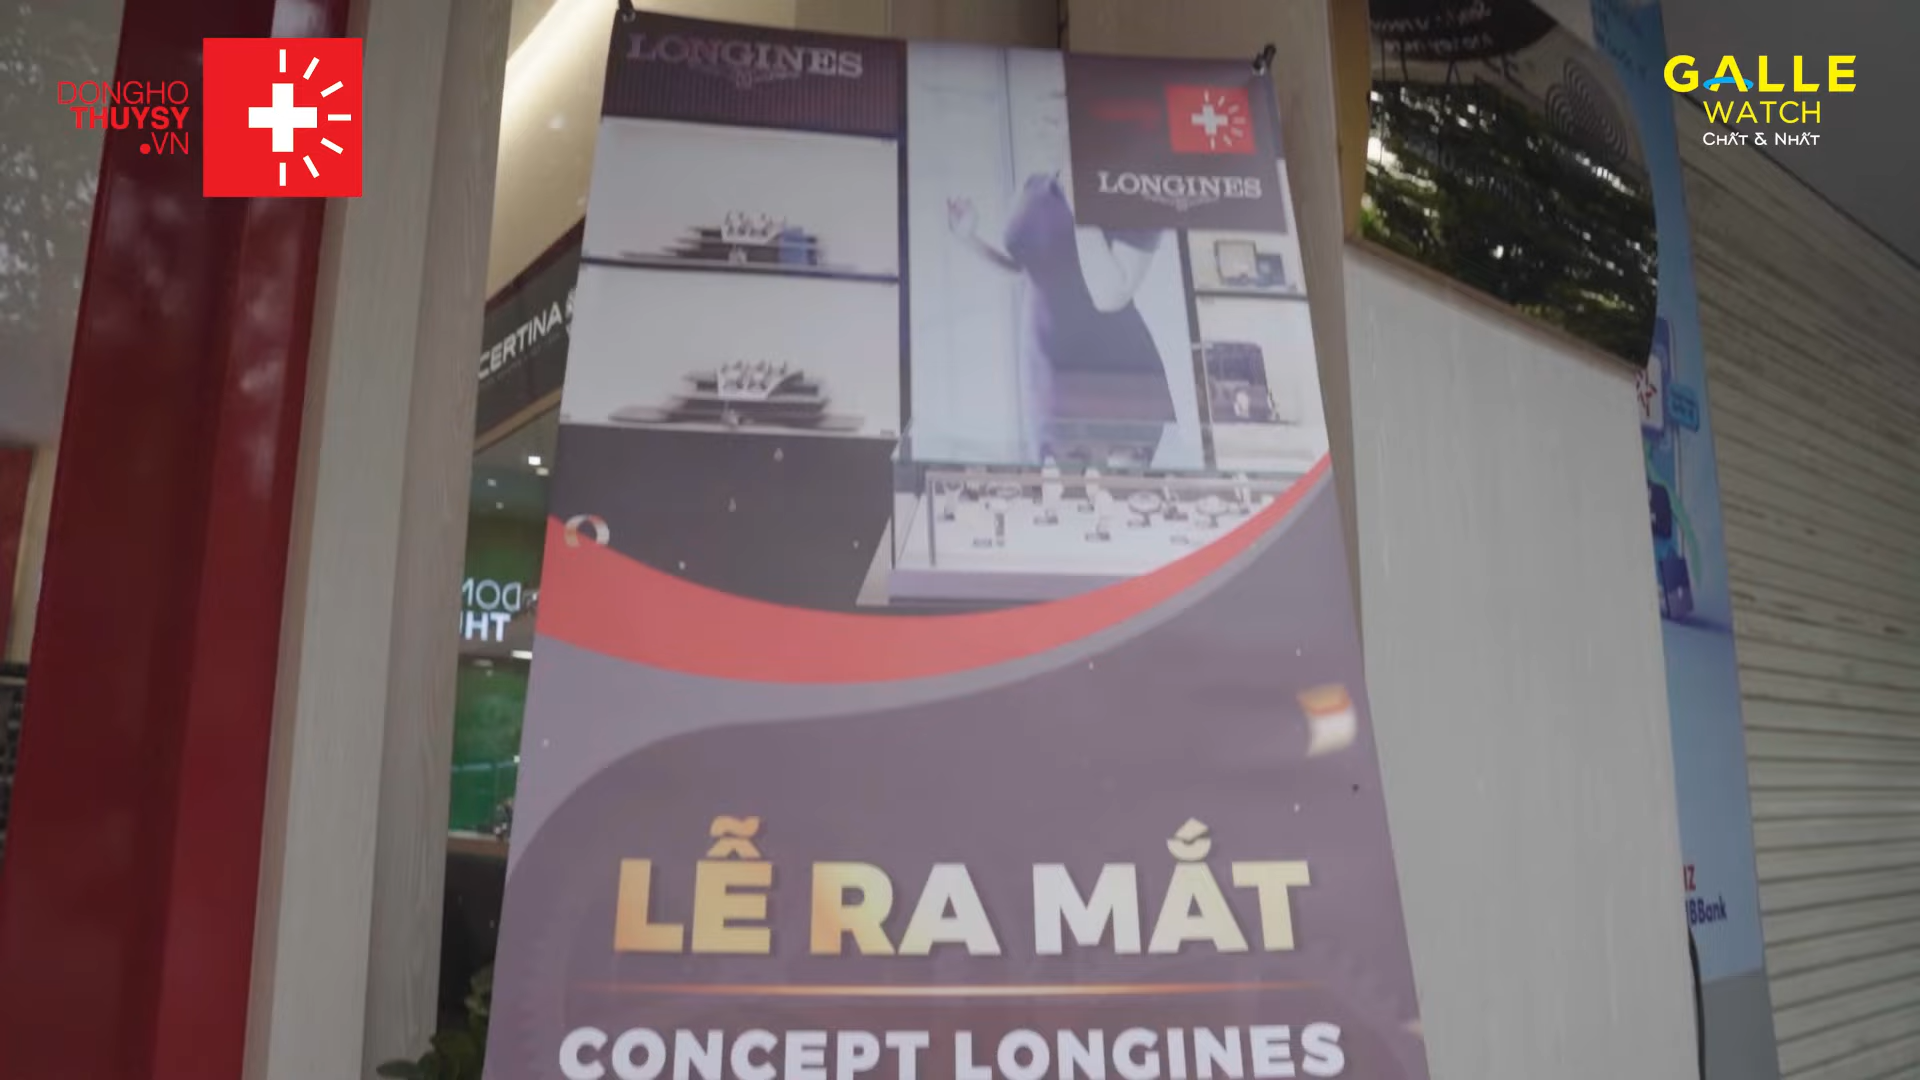 DONGHO
THUYSY
.VN
GALLE
WATCH
CHẤT & NHẤT
LONGINES
LONGINES
CERTINA
LỄ RA MẮT
CONCEPT LONGINES